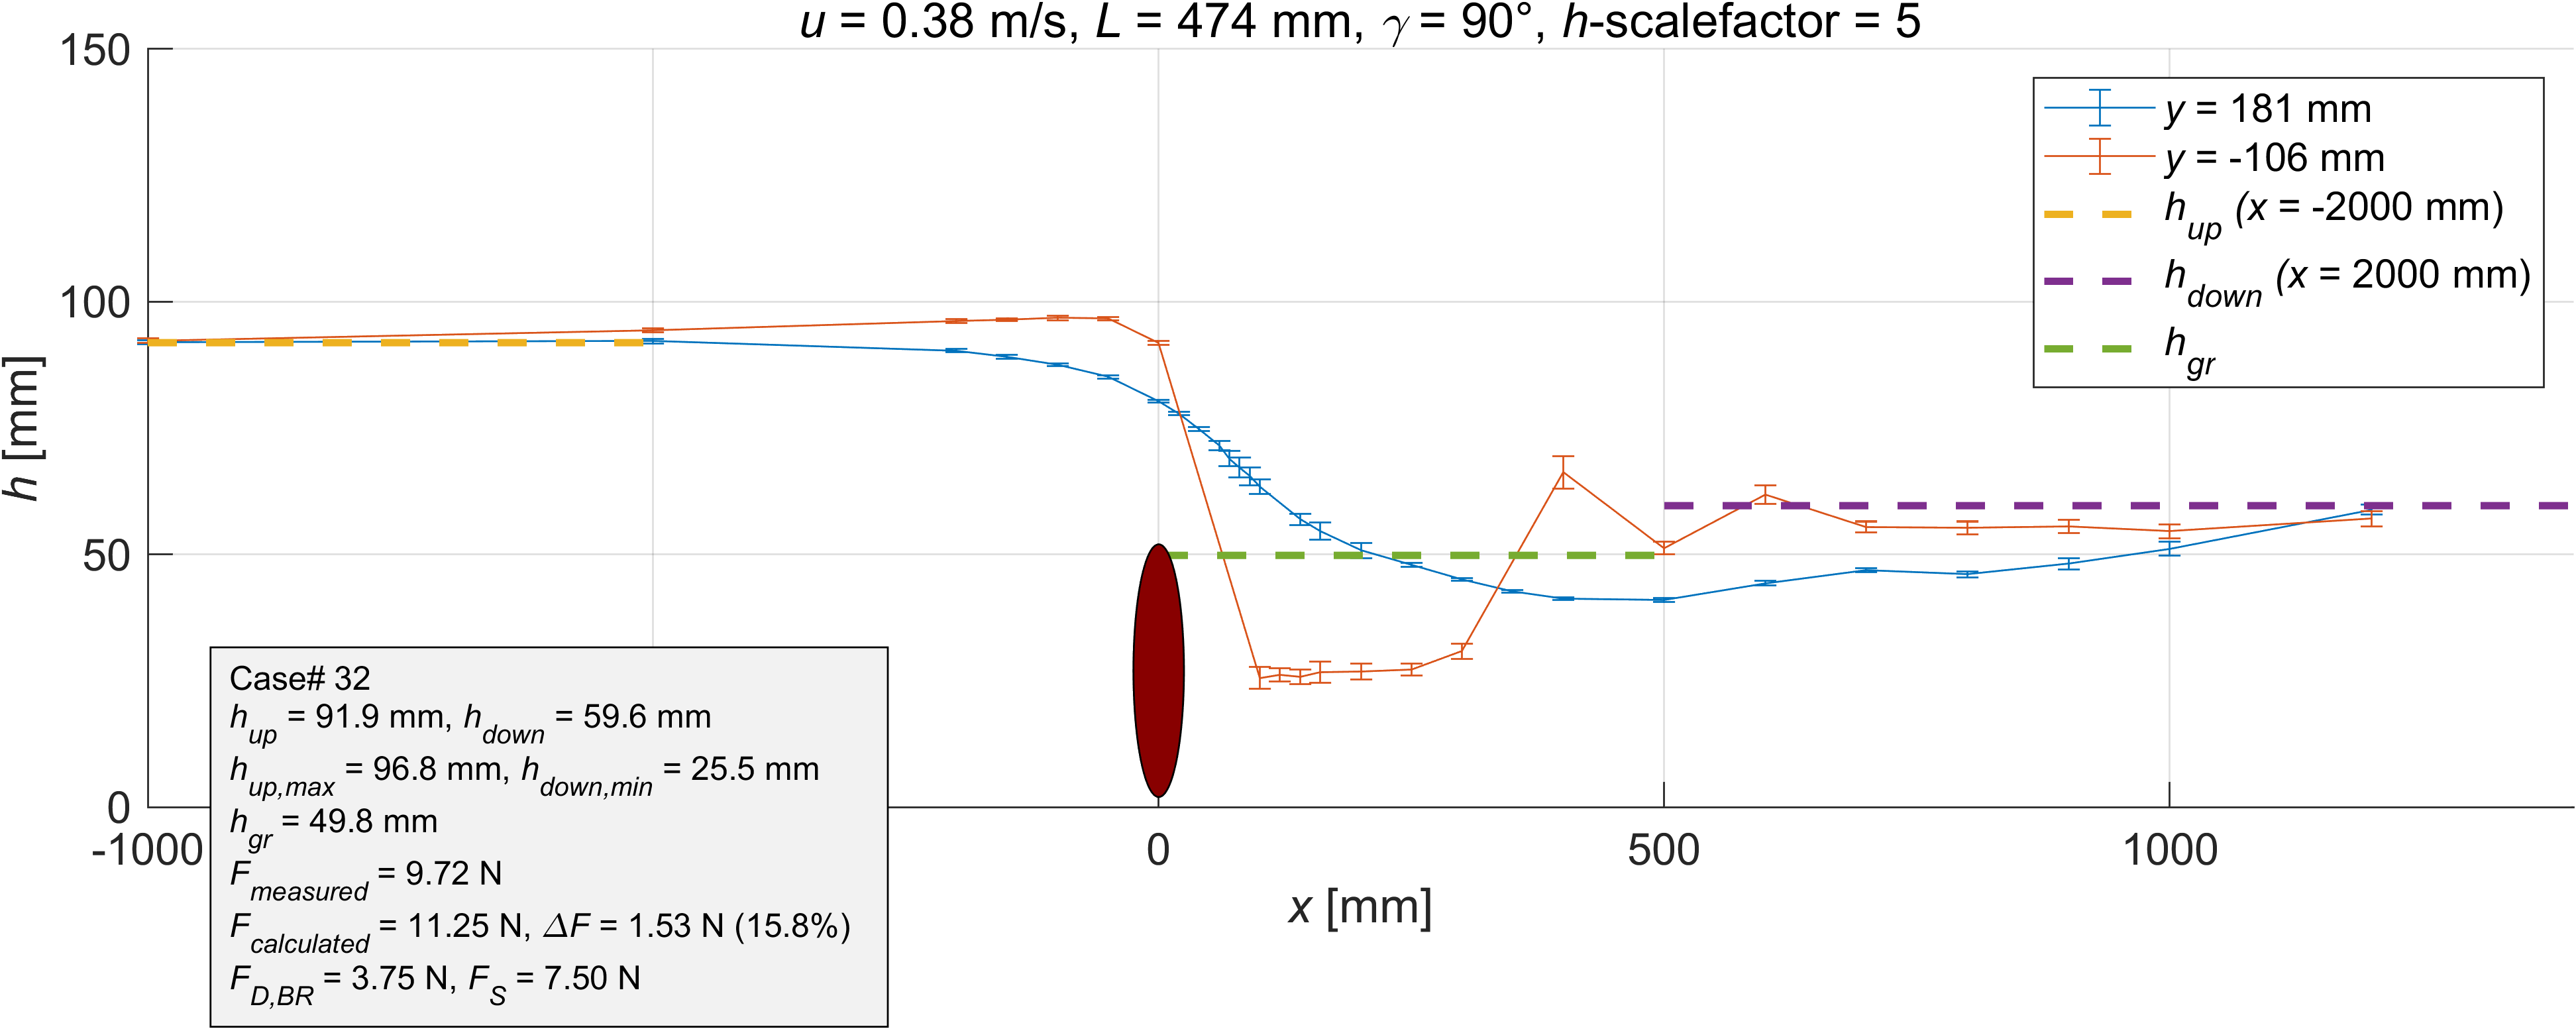 u = 0.38 m/s, L = 474 mm, γ = 90°, h-scalefactor = 5
150
100
50
0
h [mm]
-1000
0
500
1000
x [mm]
y = 181 mm
y = -106 mm
h_up (x = -2000 mm)
h_down (x = 2000 mm)
h_gr
Case# 32
h_up = 91.9 mm, h_down = 59.6 mm
h_up,max = 96.8 mm, h_down,min = 25.5 mm
h_gr = 49.8 mm
F_measured = 9.72 N
F_calculated = 11.25 N, ΔF = 1.53 N (15.8%)
F_D,BR = 3.75 N, F_S = 7.50 N